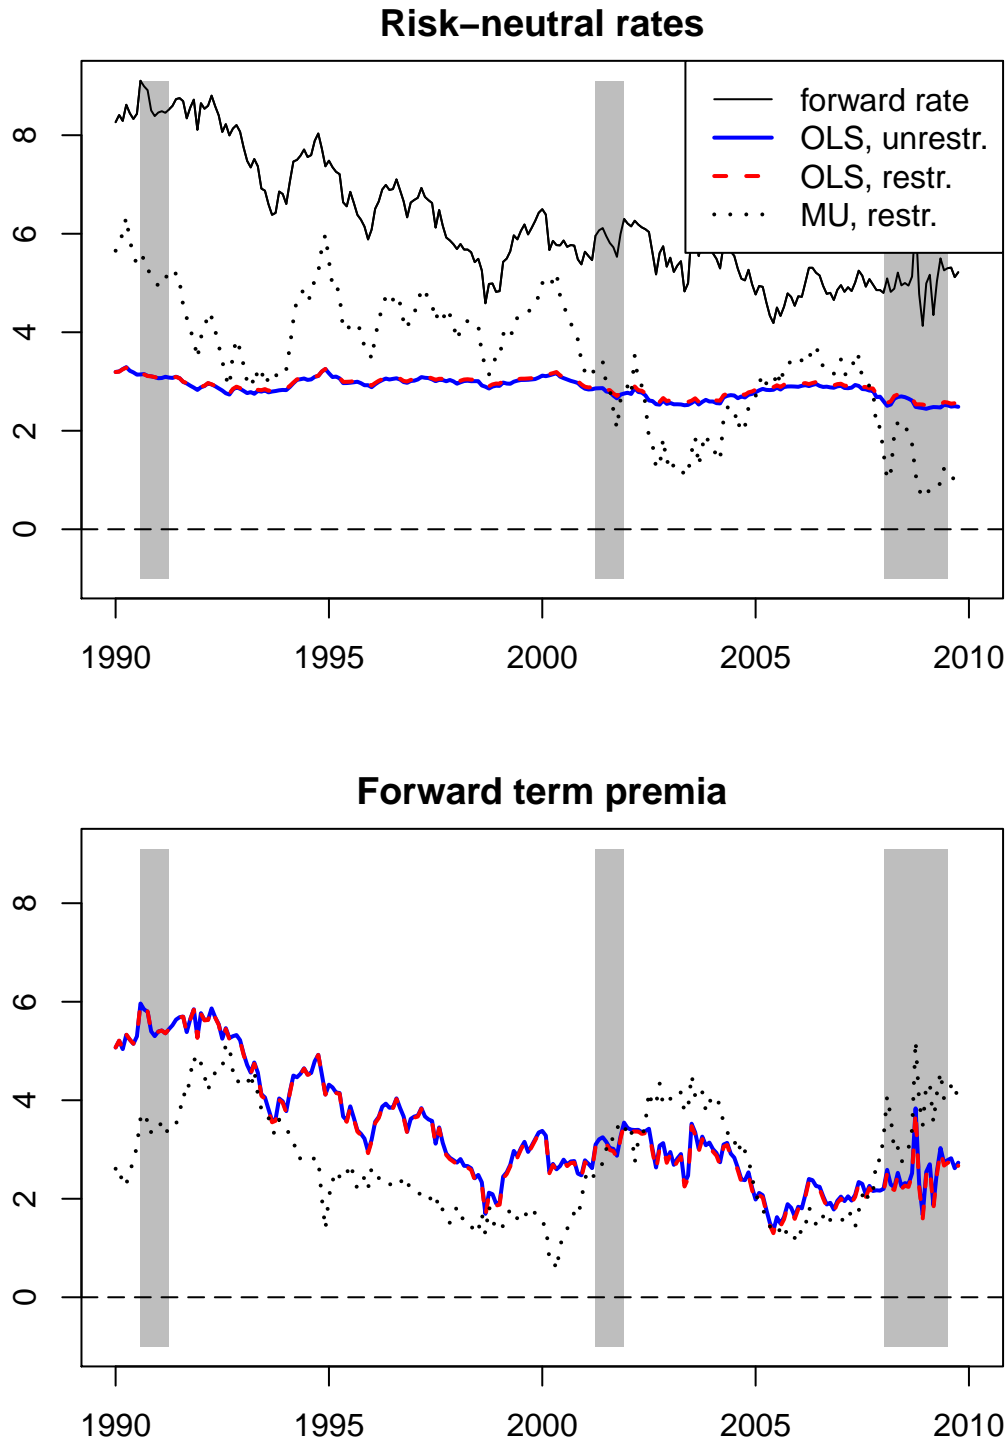 Risk−neutral rates
forward rate
OLS, unrestr.
OLS, restr.
MU, restr.
8
6
4
2
0
1990 1995 2000 2005 2010
Forward term premia
8
6
4
2
0
1990 1995 2000 2005 2010